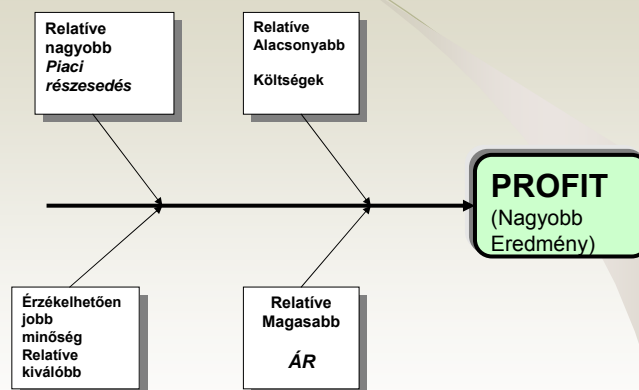 Relatíve
nagyobb
Piaci
részesedés
Relatíve
Alacsonyabb
Költségek
PROFIT
(Nagyobb
Eredmény)
Érzékelhetően
jobb
minőség
Relatíve
kiválóbb
Relatíve
Magasabb
ÁR